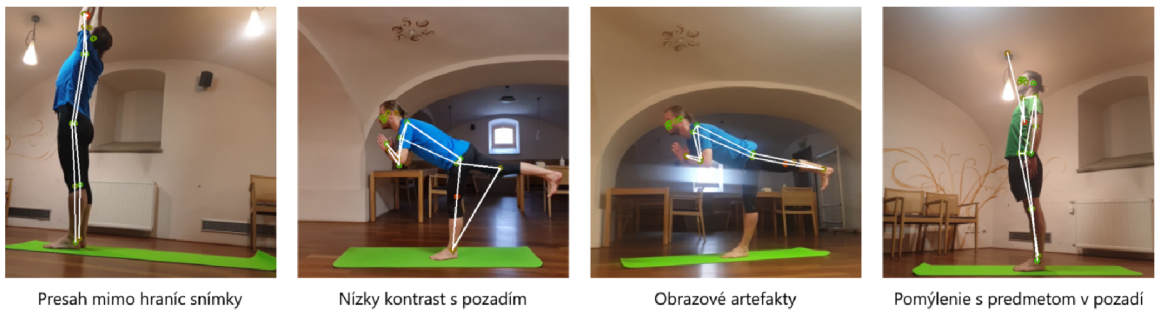 Presah mimo hraníc snímky
Nízky kontrast s pozadím
Obrazové artefakty
Pomýlenie s predmetom v pozadí